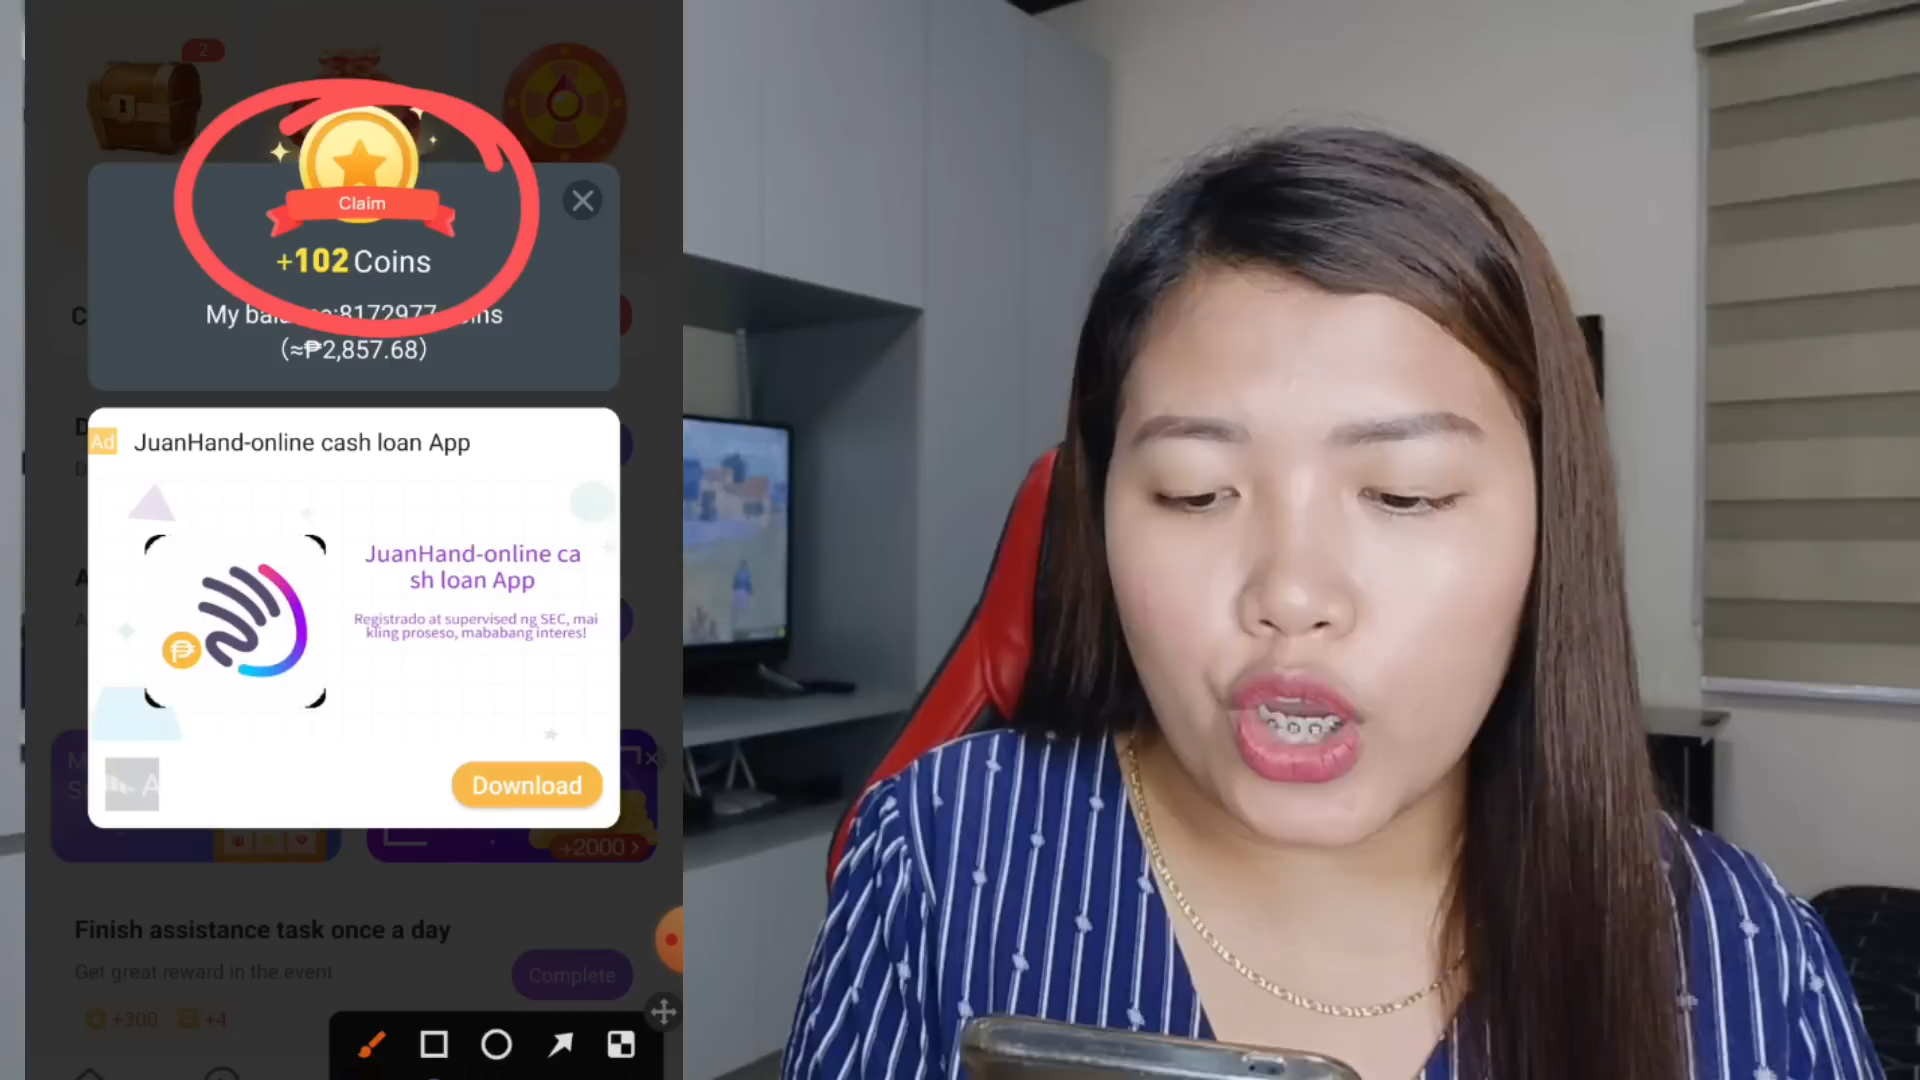 2
Claim
+102 Coins
8172977
(≈₱2,857.68)
Ad JuanHand-online cash loan App
JuanHand-online ca
sh loan App
Registrado at supervised ng SEC, mai
kling proseso, mababang interes!
Download
+2000 >
Finish assistance task once a day
Get great reward in the event
Complete
+300 +4